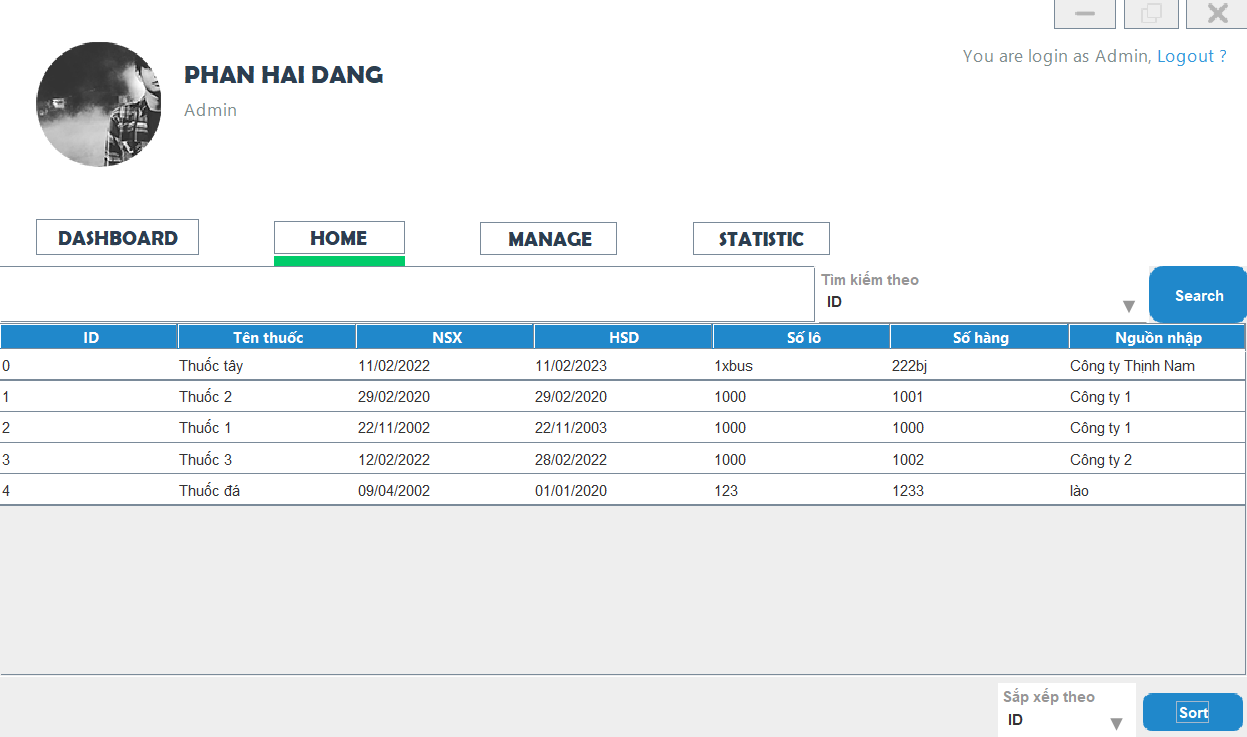 You are login as Admin, Logout ?
PHAN HAI DANG
Admin
DASHBOARD HOME MANAGE STATISTIC
Tìm kiếm theo
ID
Search
ID Tên thuốc NSX HSD Số lô Số hàng Nguồn nhập
0 Thuốc tây 11/02/2022 11/02/2023 1xbus 222bj Công ty Thịnh Nam
1 Thuốc 2 29/02/2020 29/02/2020 1000 1001 Công ty 1
2 Thuốc 1 22/11/2002 22/11/2003 1000 1000 Công ty 1
3 Thuốc 3 12/02/2022 28/02/2022 1000 1002 Công ty 2
4 Thuốc đá 09/04/2002 01/01/2020 123 1233 lào
Sắp xếp theo
ID
Sort